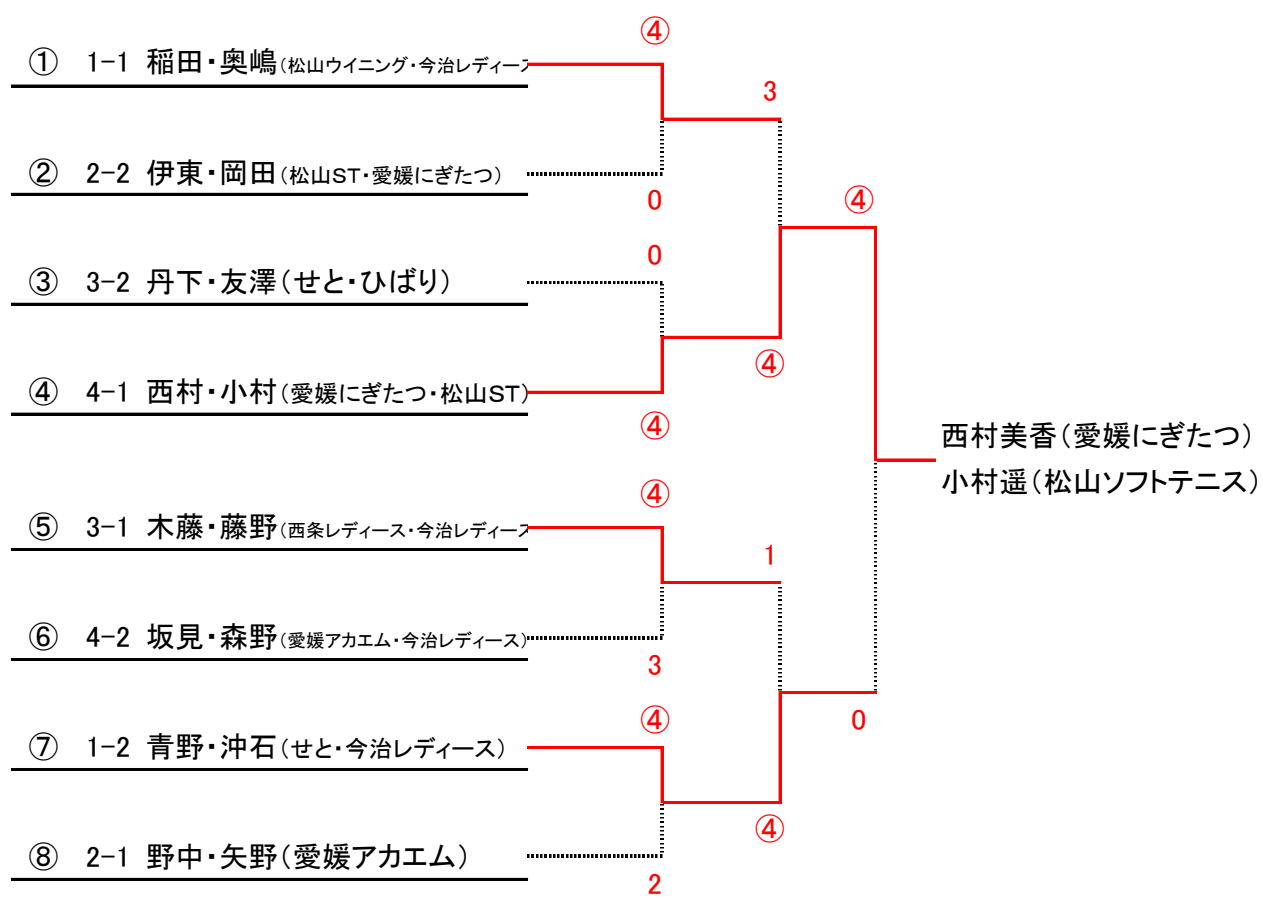 ④
① 1-1 稲田・奥嶋(松山ウイニング・今治レディース
3
② 2-2 伊東・岡田(松山ST・愛媛にぎたつ)
0
④
0
③ 3-2 丹下・友澤(せと・ひばり)
④
④ 4-1 西村・小村(愛媛にぎたつ・松山ST)
④
西村美香(愛媛にぎたつ)
小村遥(松山ソフトテニス)
④
⑤ 3-1 木藤・藤野(西条レディース・今治レディース
1
⑥ 4-2 坂見・森野(愛媛アカエム・今治レディース)
3
④
0
⑦ 1-2 青野・沖石(せと・今治レディース)
④
⑧ 2-1 野中・矢野(愛媛アカエム)
2